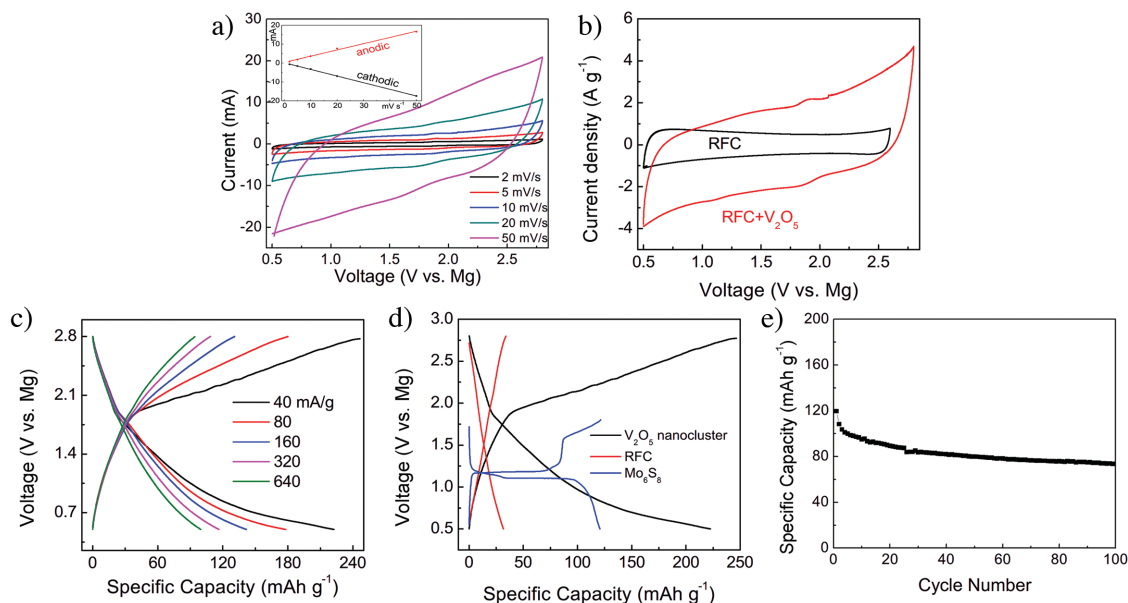 a)
30
20
10
0
-10
-20
Current (mA)
0.5 1.0 1.5 2.0 2.5
Voltage (V vs. Mg)
2 mV/s
5 mV/s
10 mV/s
20 mV/s
50 mV/s
20
mA
10
0
-10
-20
anodic
cathodic
0 10 20 30 40 50
mV s⁻¹
b)
6
4
2
0
-2
-4
Current density (A g⁻¹)
RFC
RFC+V₂O₅
0.5 1.0 1.5 2.0 2.5
Voltage (V vs. Mg)
c)
2.8
2.1
1.4
0.7
Voltage (V vs. Mg)
40 mA/g
80
160
320
640
0 60 120 180 240
Specific Capacity (mAh g⁻¹)
d)
3.0
2.5
2.0
1.5
1.0
0.5
Voltage (V vs. Mg)
V₂O₅ nanocluster
RFC
Mo₆S₈
0 50 100 150 200 250
Specific Capacity (mAh g⁻¹)
e)
200
160
120
80
40
0
Specific Capacity (mAh g⁻¹)
0 20 40 60 80 100
Cycle Number